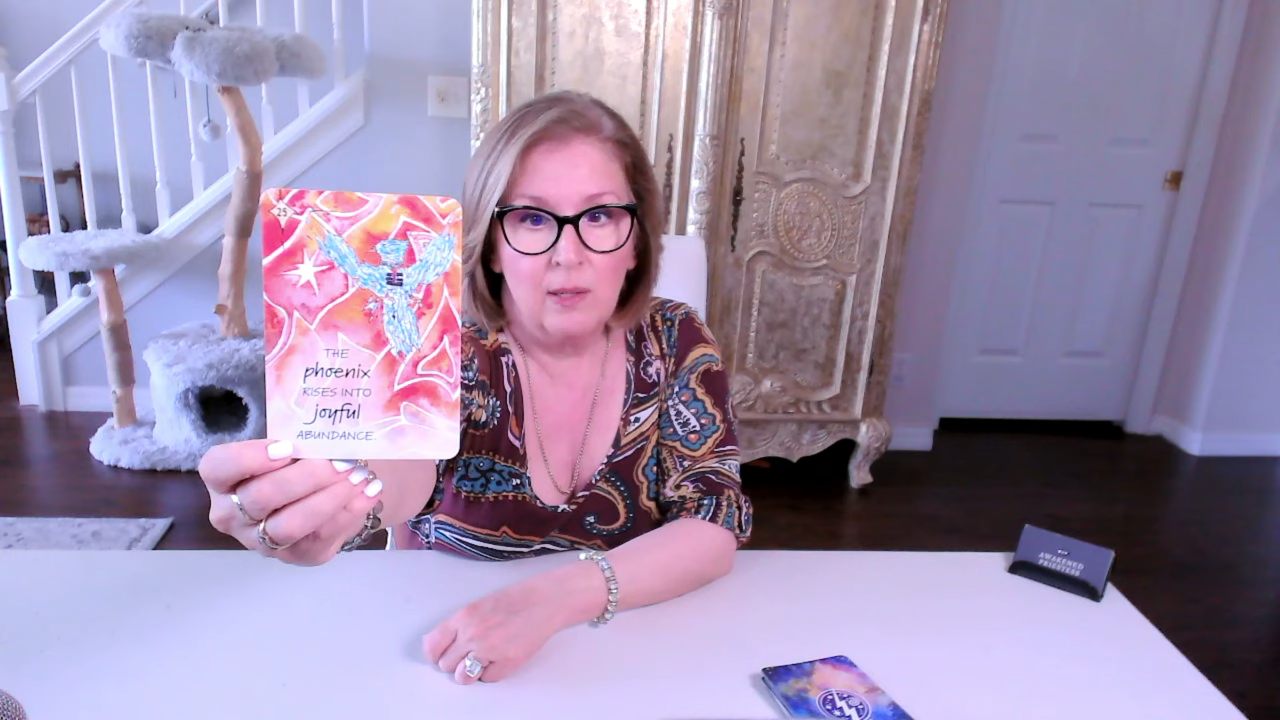 25
THE
phoenix
RISES INTO
joyful
ABUNDANCE.
AWAKENED
PRIESTESS